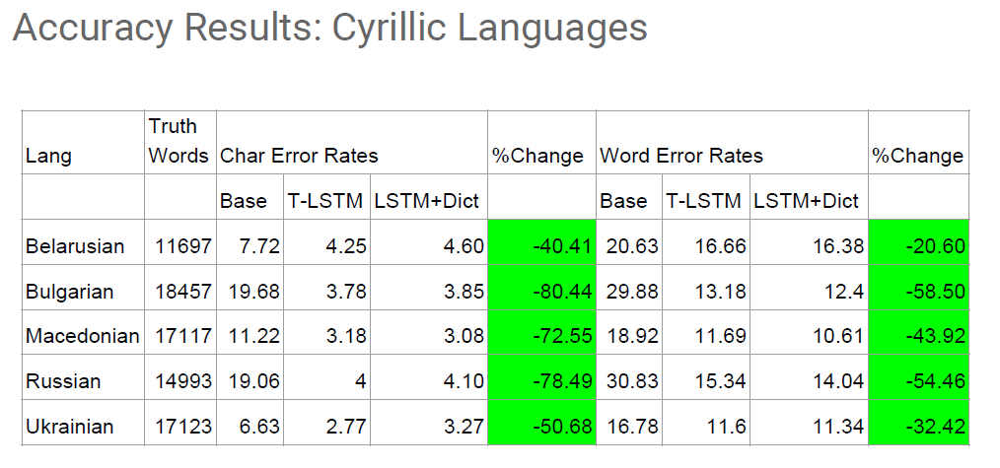 Accuracy Results: Cyrillic Languages
Truth
Lang Words Char Error Rates %Change Word Error Rates %Change
Base T-LSTM LSTM+Dict Base T-LSTM LSTM+Dict
Belarusian 11697 7.72 4.25 4.60 -40.41 20.63 16.66 16.38 -20.60
Bulgarian 18457 19.68 3.78 3.85 -80.44 29.88 13.18 12.4 -58.50
Macedonian 17117 11.22 3.18 3.08 -72.55 18.92 11.69 10.61 -43.92
Russian 14993 19.06 4 4.10 -78.49 30.83 15.34 14.04 -54.46
Ukrainian 17123 6.63 2.77 3.27 -50.68 16.78 11.6 11.34 -32.42